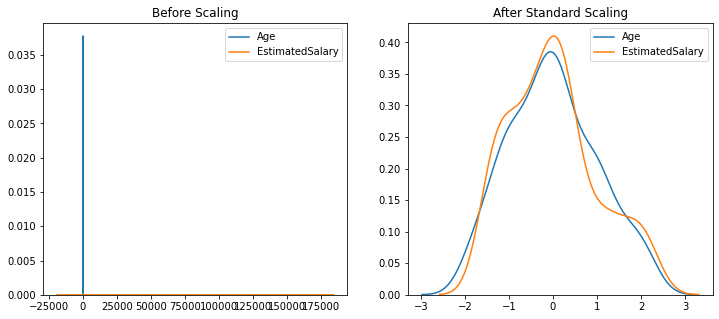 Before Scaling
Age
EstimatedSalary
0.035
0.030
0.025
0.020
0.015
0.010
0.005
0.000
−25000 0 25000 50000 75000 100000 125000 150000 175000
After Standard Scaling
Age
EstimatedSalary
0.40
0.35
0.30
0.25
0.20
0.15
0.10
0.05
0.00
−3 −2 −1 0 1 2 3